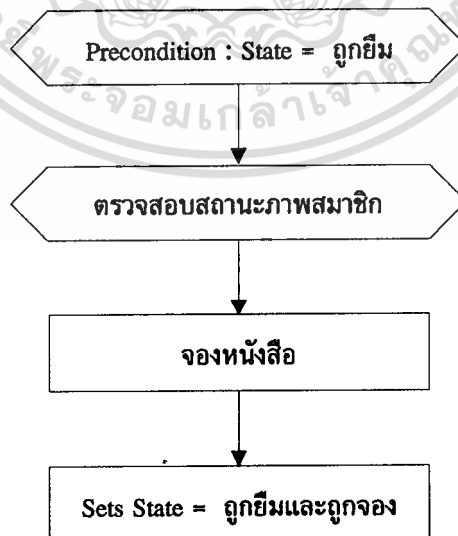 Precondition : State = ถูกยืม
ตรวจสอบสถานะภาพสมาชิก
จองหนังสือ
Sets State = ถูกยืมและถูกจอง